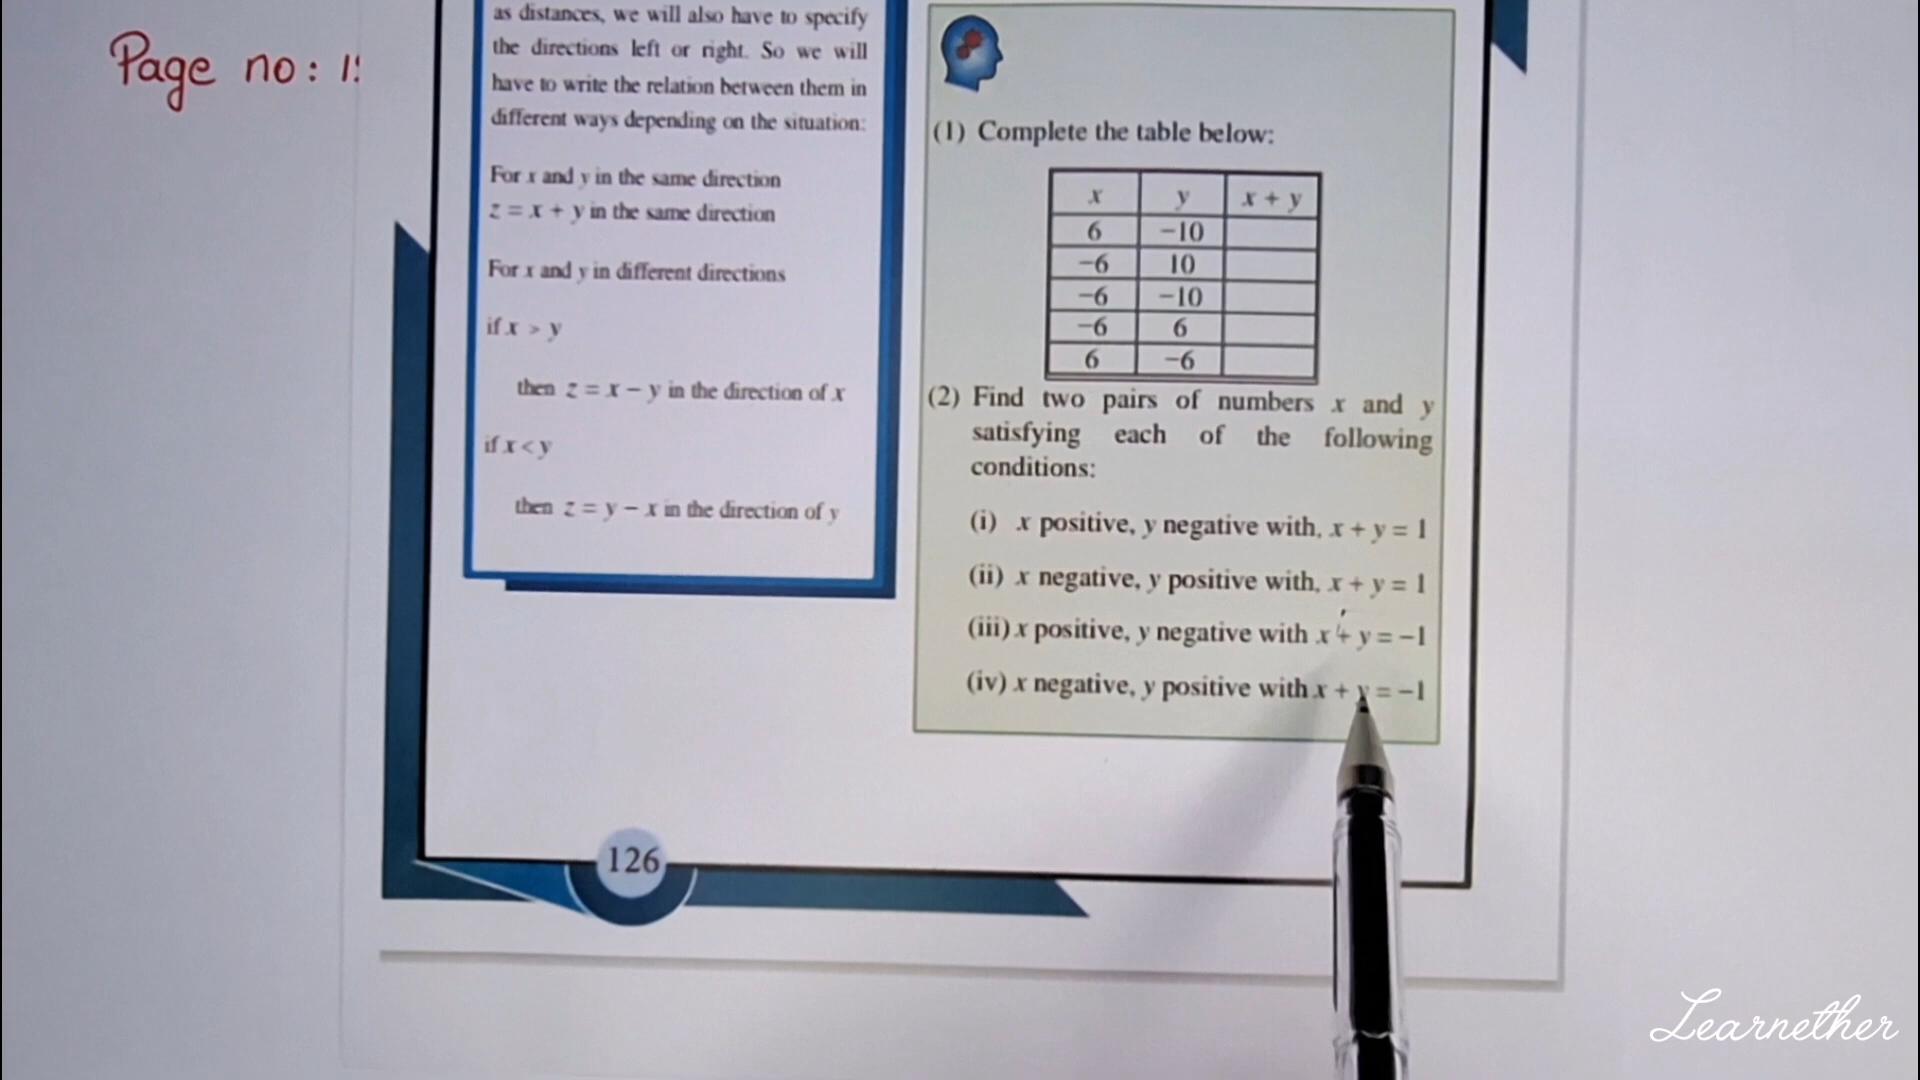 Page no: 1
as distances, we will also have to specify
the directions left or right. So we will
have to write the relation between them in
different ways depending on the situation:
For x and y in the same direction
z = x + y in the same direction
For x and y in different directions
if x > y
then z = x − y in the direction of x
if x < y
then z = y − x in the direction of y
126
(1) Complete the table below:
x y x + y
6 −10
−6 10
−6 −10
−6 6
6 −6
(2) Find two pairs of numbers x and y
satisfying each of the following
conditions:
(i) x positive, y negative with, x + y = 1
(ii) x negative, y positive with, x + y = 1
(iii) x positive, y negative with x + y = −1
(iv) x negative, y positive with x + y = −1
Learnether